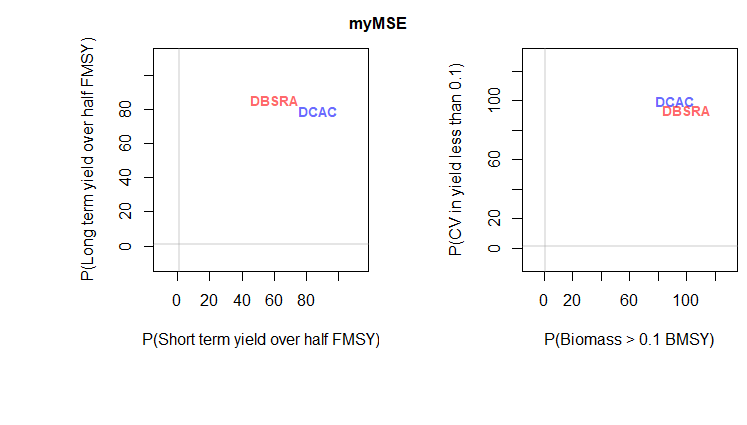 myMSE
P(Long term yield over half FMSY)
80
60
40
20
0
DBSRA
DCAC
0 20 40 60 80
P(Short term yield over half FMSY)
P(CV in yield less than 0.1)
100
60
20
0
DCAC
DBSRA
0 20 60 100
P(Biomass > 0.1 BMSY)